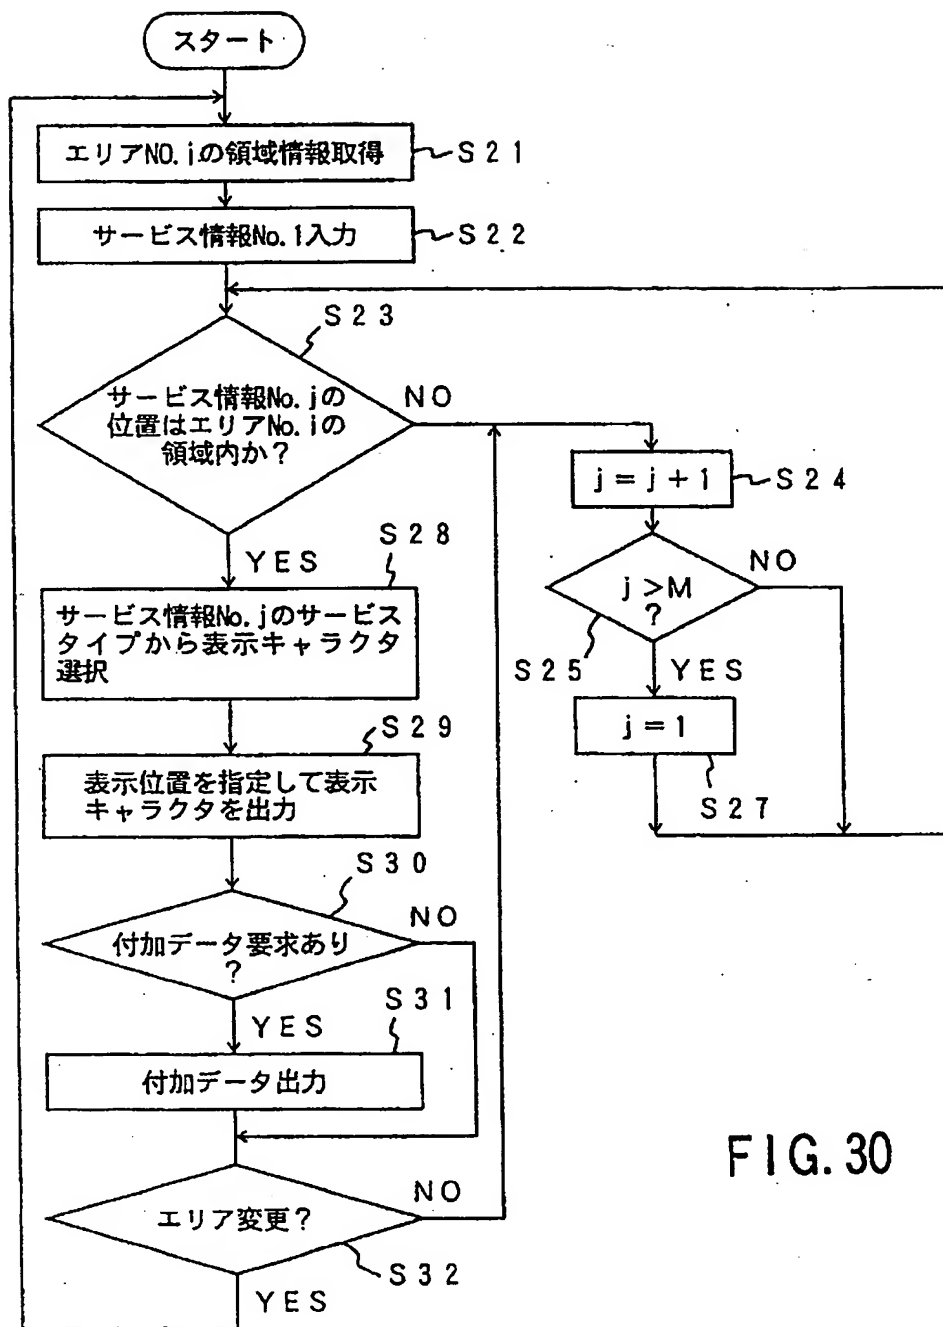 スタート
エリアNO.iの領域情報取得
S21
サービス情報No.1入力
S22
S23
サービス情報No.jの
位置はエリアNo.iの
領域内か？
NO
YES
j=j+1
S24
j>M
?
NO
S25
YES
j=1
S27
S28
サービス情報No.jのサービス
タイプから表示キャラクタ
選択
S29
表示位置を指定して表示
キャラクタを出力
S30
付加データ要求あり
?
NO
YES
S31
付加データ出力
エリア変更？
NO
S32
YES
FIG.30